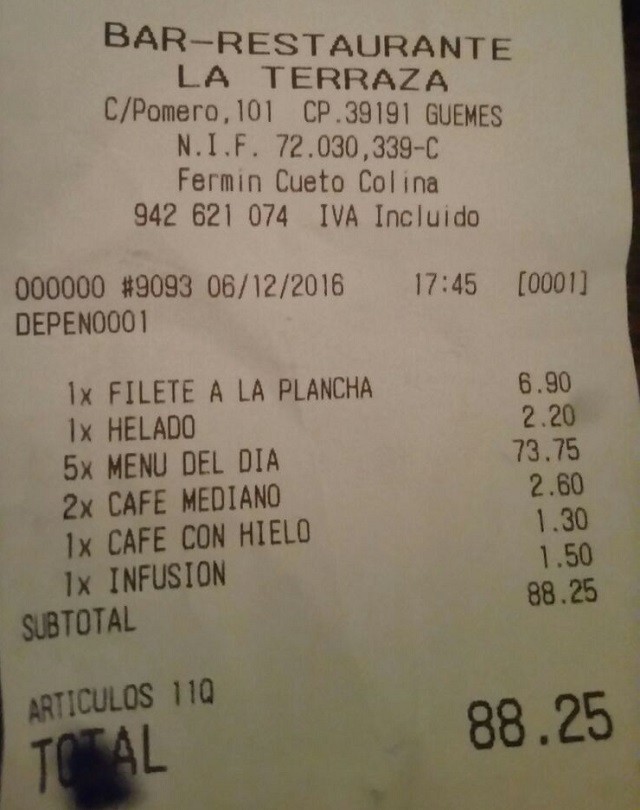 BAR-RESTAURANTE
LA TERRAZA
C/Pomero,101 CP.39191 GUEMES
N.I.F. 72.030,339-C
Fermin Cueto Colina
942 621 074 IVA Incluido
000000 #9093 06/12/2016 17:45 [0001]
DEPEN0001
1x FILETE A LA PLANCHA 6.90
1x HELADO 2.20
5x MENU DEL DIA 73.75
2x CAFE MEDIANO 2.60
1x CAFE CON HIELO 1.30
1x INFUSION 1.50
SUBTOTAL 88.25
ARTICULOS 11Q
TOTAL 88.25